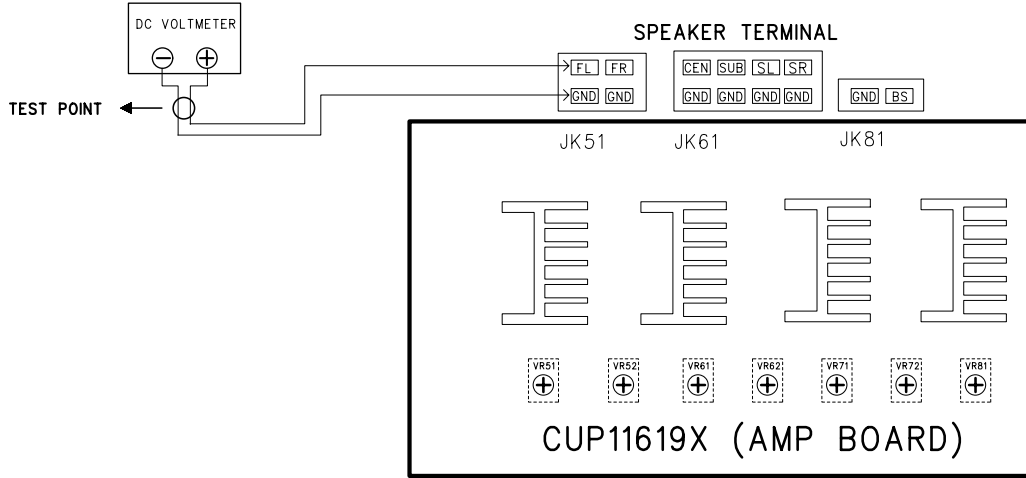 DC VOLTMETER
− +
TEST POINT
SPEAKER TERMINAL
FL FR
GND GND
CEN SUB SL SR
GND GND GND GND
GND BS
JK51 JK61 JK81
VR51 VR52 VR61 VR62 VR71 VR72 VR81
CUP11619X (AMP BOARD)